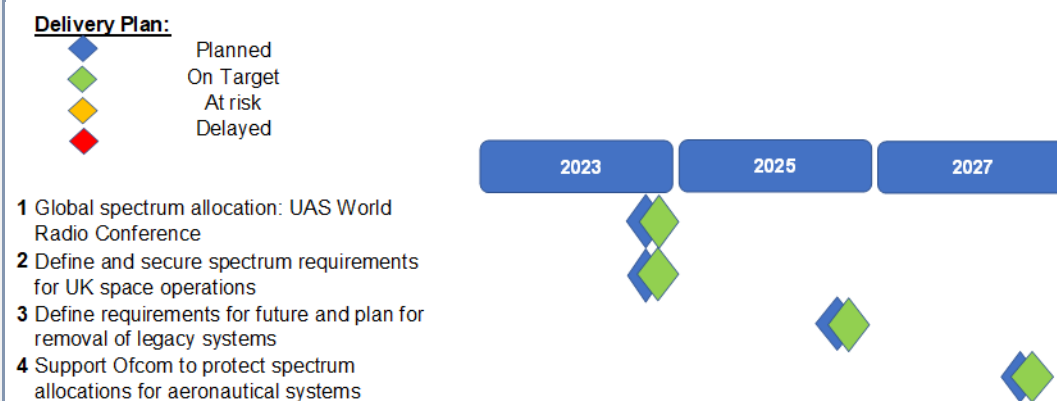 Delivery Plan:
Planned
On Target
At risk
Delayed
2023
2025
2027
1 Global spectrum allocation: UAS World
Radio Conference
2 Define and secure spectrum requirements
for UK space operations
3 Define requirements for future and plan for
removal of legacy systems
4 Support Ofcom to protect spectrum
allocations for aeronautical systems